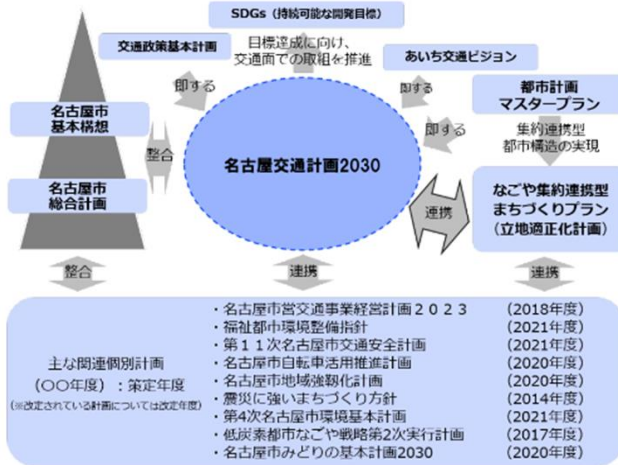 SDGs（持続可能な開発目標）
交通政策基本計画
目標達成に向け、
交通面での取組を推進
あいち交通ビジョン
即する
即する
都市計画
マスタープラン
名古屋市
基本構想
即する
集約連携型
都市構造の実現
整合
名古屋交通計画2030
名古屋市
総合計画
連携
なごや集約連携型
まちづくりプラン
（立地適正化計画）
整合
連携
連携
主な関連個別計画
（〇〇年度）：策定年度
（※改定されている計画については改定年度）
・名古屋市営交通事業経営計画２０２３　（2018年度）
・福祉都市環境整備指針　（2021年度）
・第１１次名古屋市交通安全計画　（2021年度）
・名古屋市自転車活用推進計画　（2020年度）
・名古屋市地域強靱化計画　（2020年度）
・震災に強いまちづくり方針　（2014年度）
・第4次名古屋市環境基本計画　（2021年度）
・低炭素都市なごや戦略第2次実行計画　（2017年度）
・名古屋市みどりの基本計画2030　（2020年度）